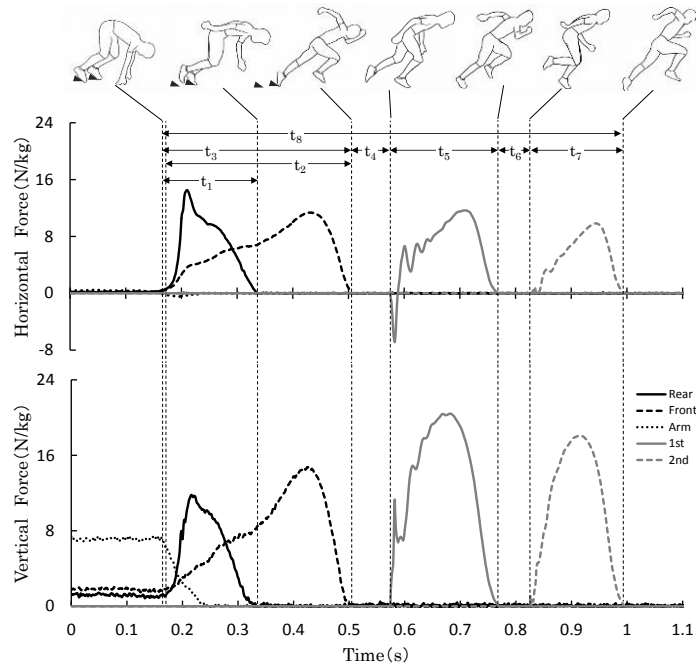 24
16
8
0
-8
Horizontal Force(N/kg)
t8
t3
t4
t5
t6
t7
t2
t1
24
16
8
0
Vertical Force(N/kg)
Rear
Front
Arm
1st
2nd
0
0.1
0.2
0.3
0.4
0.5
0.6
0.7
0.8
0.9
1
1.1
Time(s)